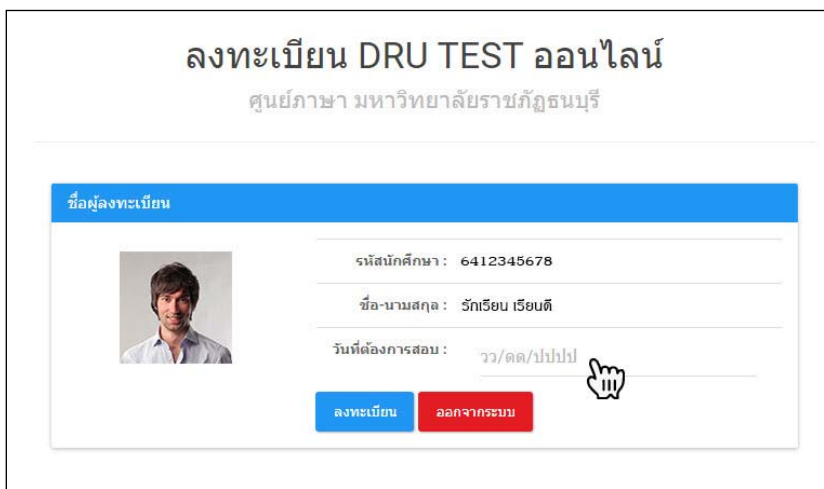 ลงทะเบียน DRU TEST ออนไลน์
ศูนย์ภาษา มหาวิทยาลัยราชภัฏธนบุรี
ชื่อผู้ลงทะเบียน
รหัสนักศึกษา : 6412345678
ชื่อ-นามสกุล : รักเรียน เรียนดี
วันที่ต้องการสอบ : วว/ดด/ปปปป
ลงทะเบียน ออกจากระบบ